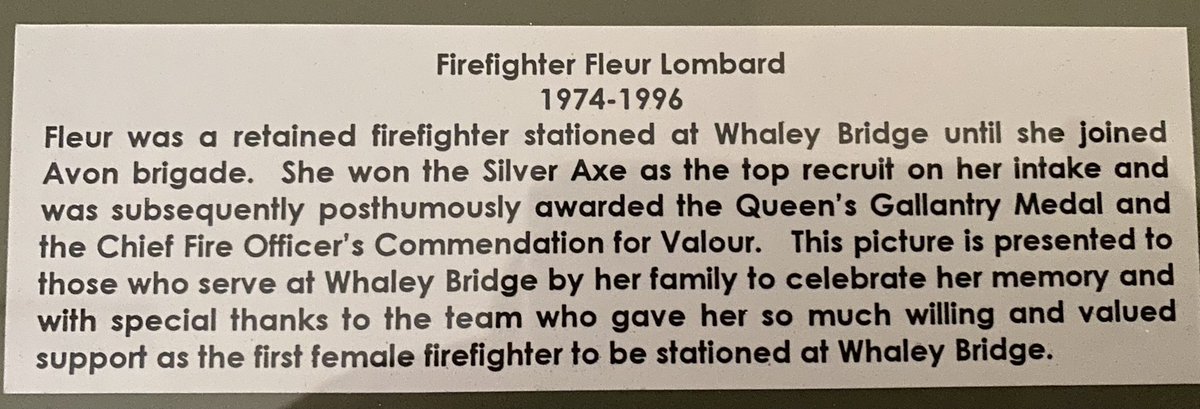 Firefighter Fleur Lombard
1974-1996
Fleur was a retained firefighter stationed at Whaley Bridge until she joined
Avon brigade. She won the Silver Axe as the top recruit on her intake and
was subsequently posthumously awarded the Queen's Gallantry Medal and
the Chief Fire Officer's Commendation for Valour. This picture is presented to
those who serve at Whaley Bridge by her family to celebrate her memory and
with special thanks to the team who gave her so much willing and valued
support as the first female firefighter to be stationed at Whaley Bridge.